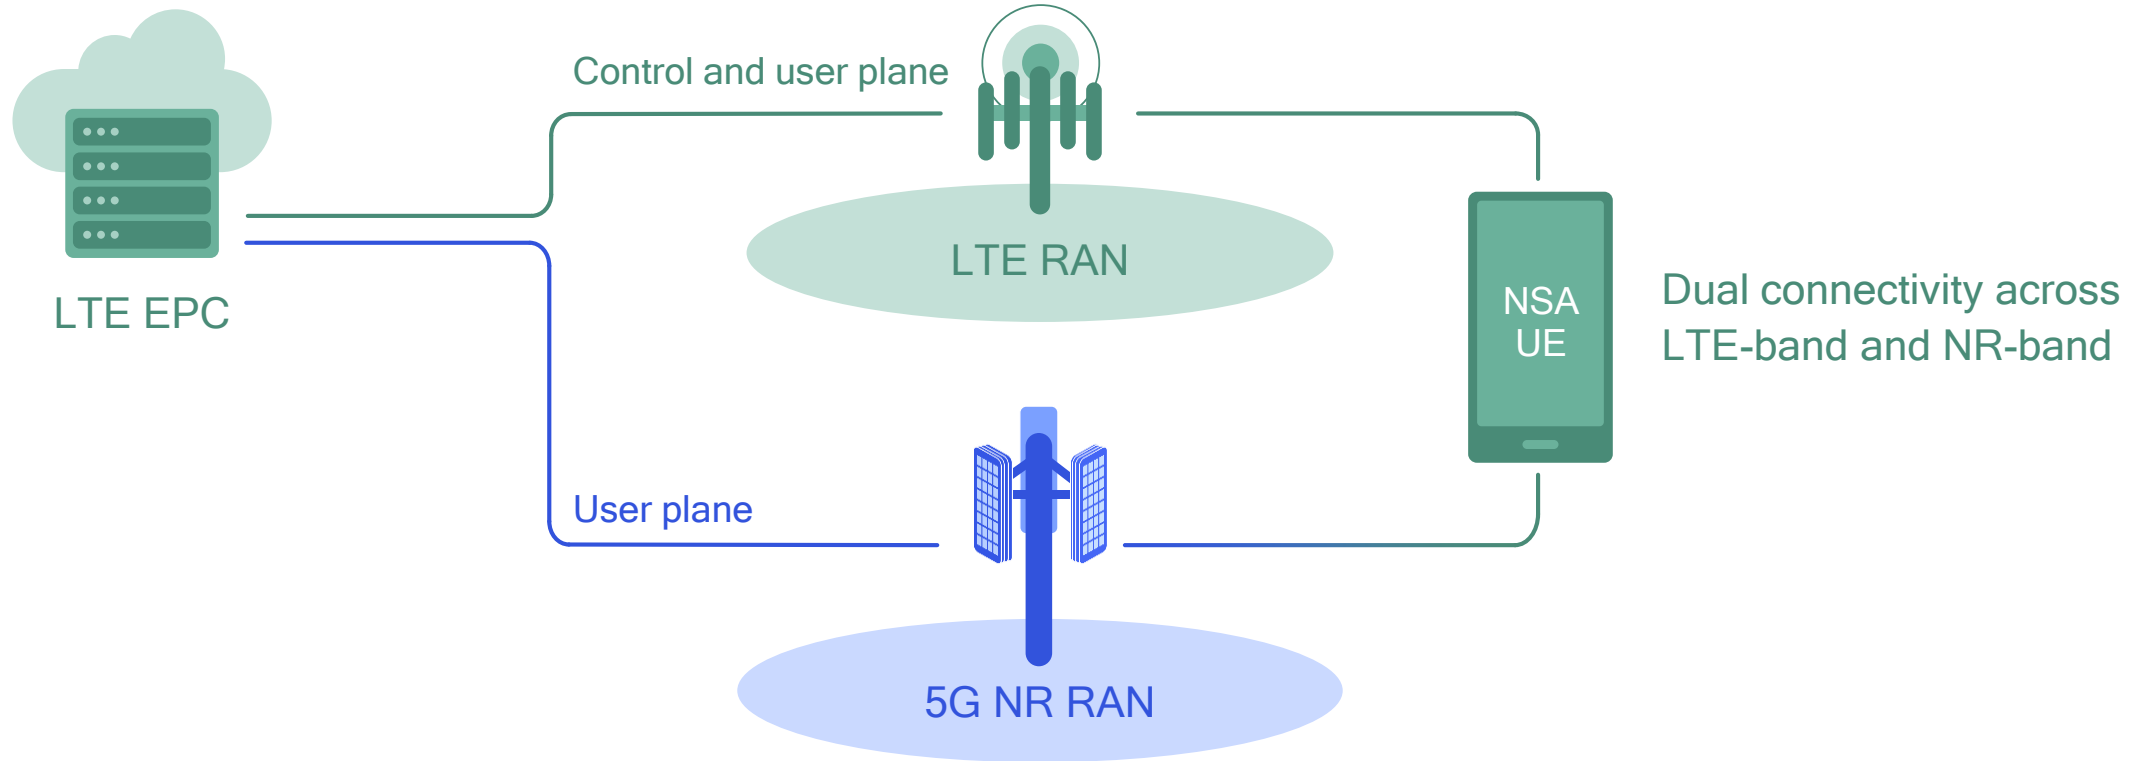 Control and user plane
LTE RAN
LTE EPC
NSA
UE
Dual connectivity across
LTE-band and NR-band
User plane
5G NR RAN